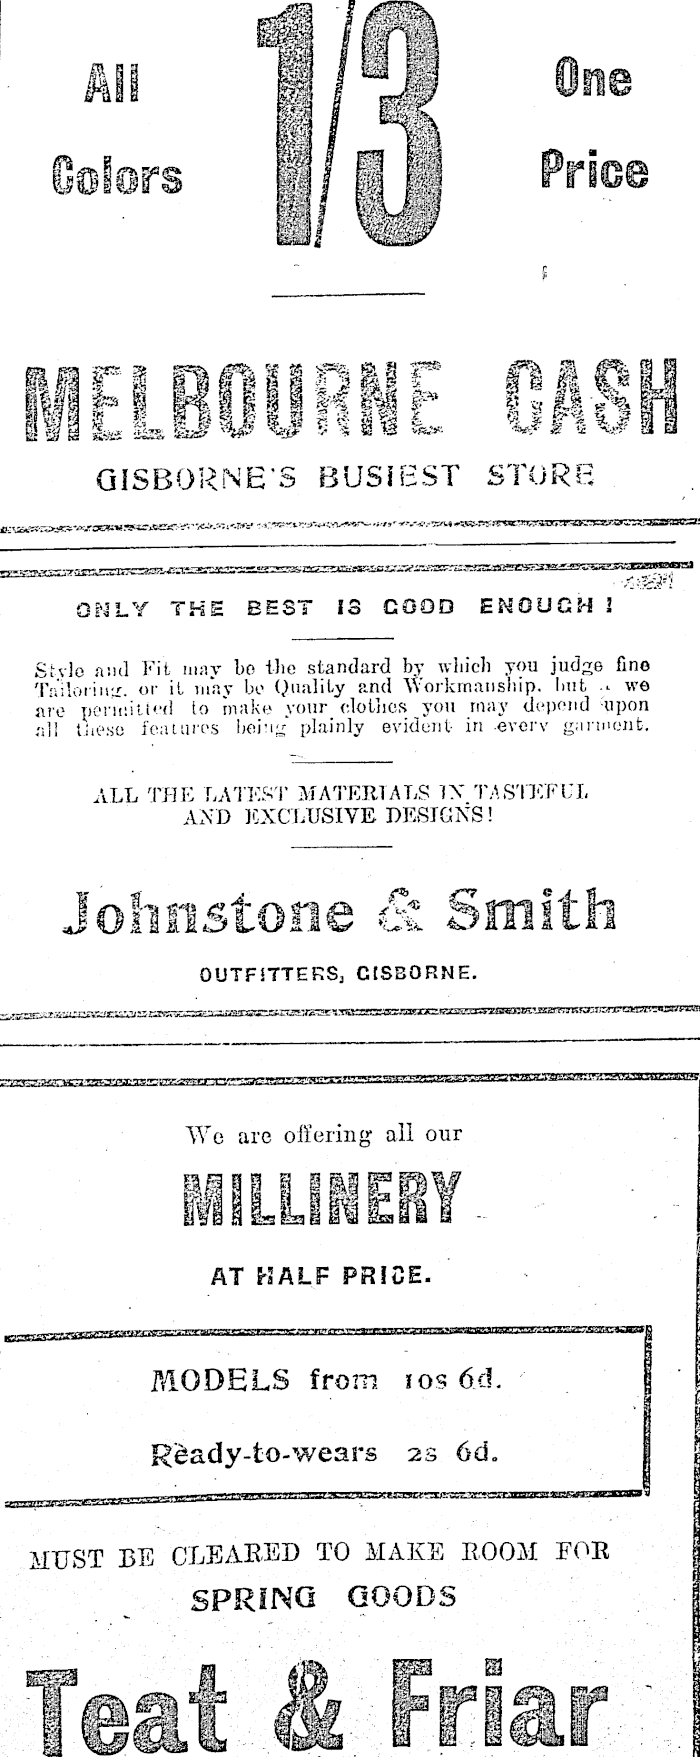 All
Colors
1/3
One
Price
MELBOURNE CASH
GISBORNE'S BUSIEST STORE
ONLY THE BEST IS GOOD ENOUGH!
Style and Fit may be the standard by which you judge fine
Tailoring, or it may be Quality and Workmanship, but we
are permitted to make your clothes you may depend upon
all these features being plainly evident in every garment.
ALL THE LATEST MATERIALS IN TASTEFUL
AND EXCLUSIVE DESIGNS!
Johnstone & Smith
OUTFITTERS, GISBORNE.
We are offering all our
MILLINERY
AT HALF PRICE.
MODELS from 10s 6d.
Ready-to-wears 2s 6d.
MUST BE CLEARED TO MAKE ROOM FOR
SPRING GOODS
Teat & Friar